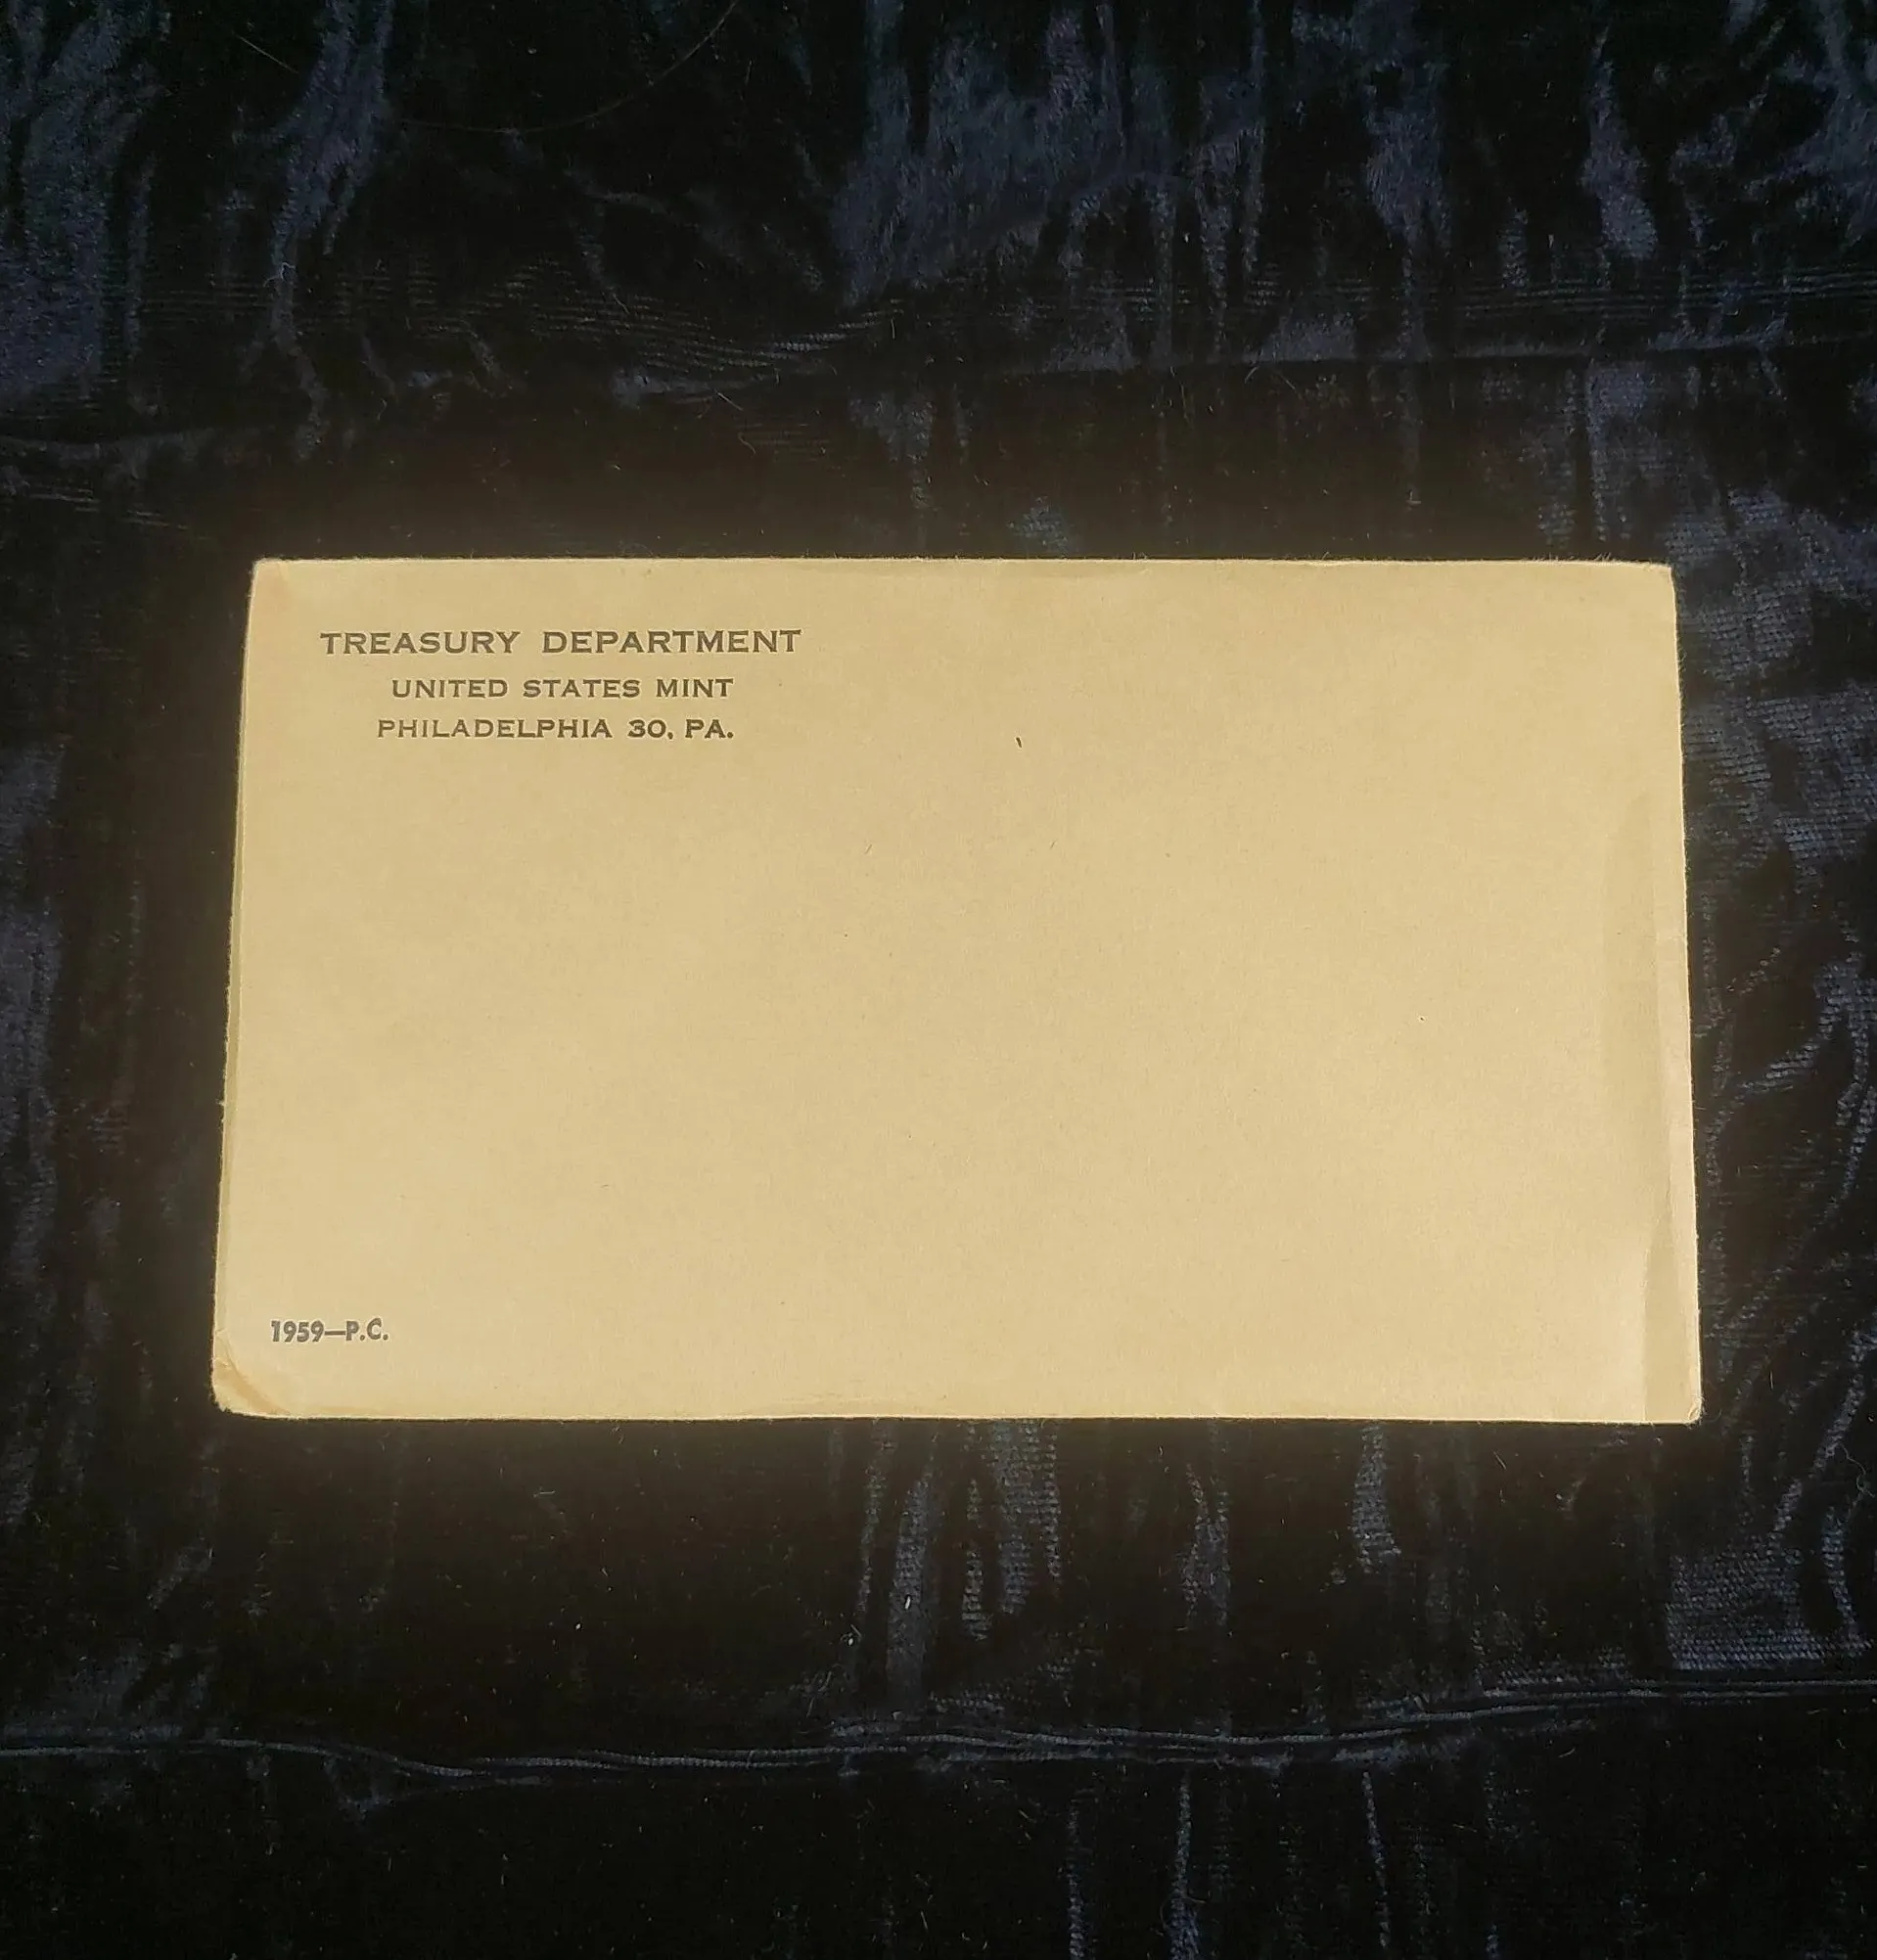 TREASURY DEPARTMENT
UNITED STATES MINT
PHILADELPHIA 30, PA.
1959—P.C.